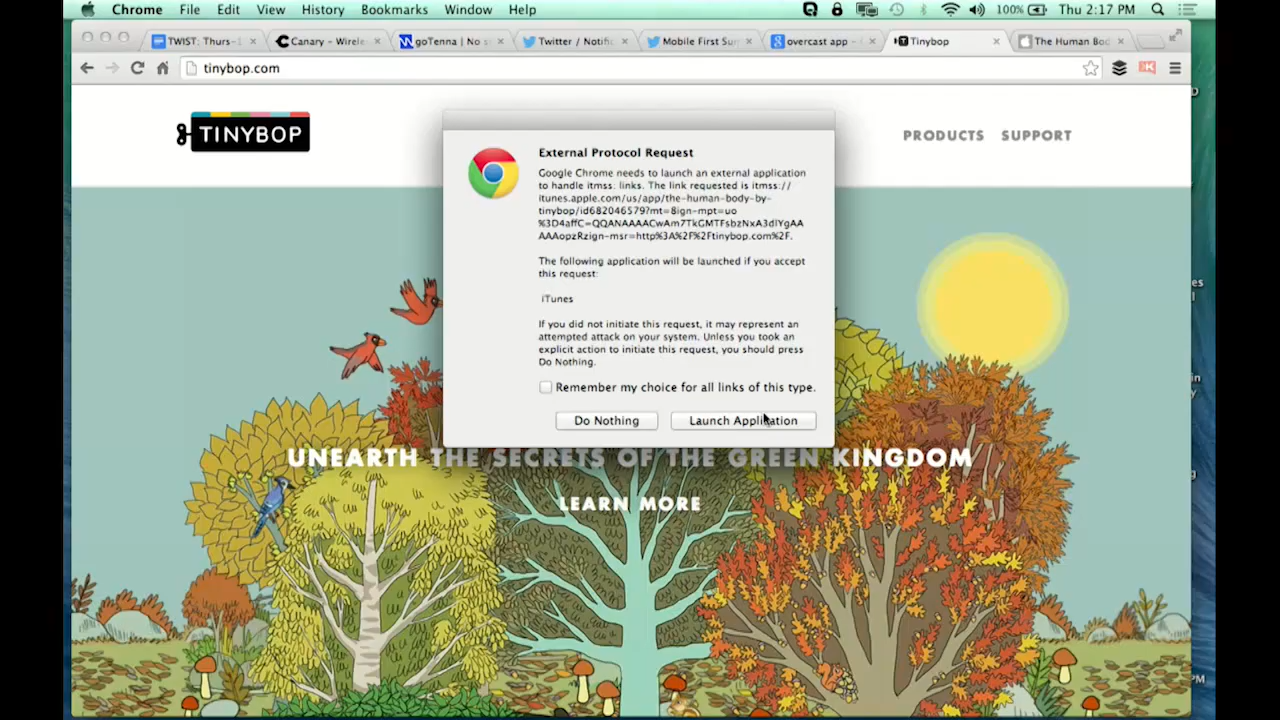 Chrome File Edit View History Bookmarks Window Help 100% Thu 2:17 PM
TWIST: Thurs- Canary – Wirele goTenna | No s Twitter / Notific Mobile First Sum overcast app – Tinybop The Human Bod
tinybop.com
TINYBOP
PRODUCTS SUPPORT
External Protocol Request
Google Chrome needs to launch an external application
to handle itmss: links. The link requested is itmss://
itunes.apple.com/us/app/the-human-body-by-
tinybop/id682046579?mt=8ign-mpt=uo
%3D4affC=QQANAAAACwAm7TkGMTFsbzNxA3dlYgAA
AAAopzRzign-msr=http%3A%2F%2Ftinybop.com%2F.
The following application will be launched if you accept
this request:
iTunes
If you did not initiate this request, it may represent an
attempted attack on your system. Unless you took an
explicit action to initiate this request, you should press
Do Nothing.
Remember my choice for all links of this type.
Do Nothing Launch Application
UNEARTH THE SECRETS OF THE GREEN KINGDOM
LEARN MORE